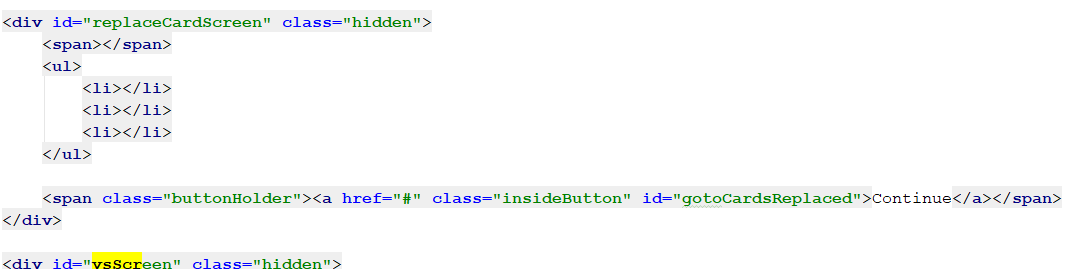 <div id="replaceCardScreen" class="hidden">
<span></span>
<ul>
<li></li>
<li></li>
<li></li>
</ul>
<span class="buttonHolder"><a href="#" class="insideButton" id="gotoCardsReplaced">Continue</a></span>
</div>
<div id="vsScreen" class="hidden">